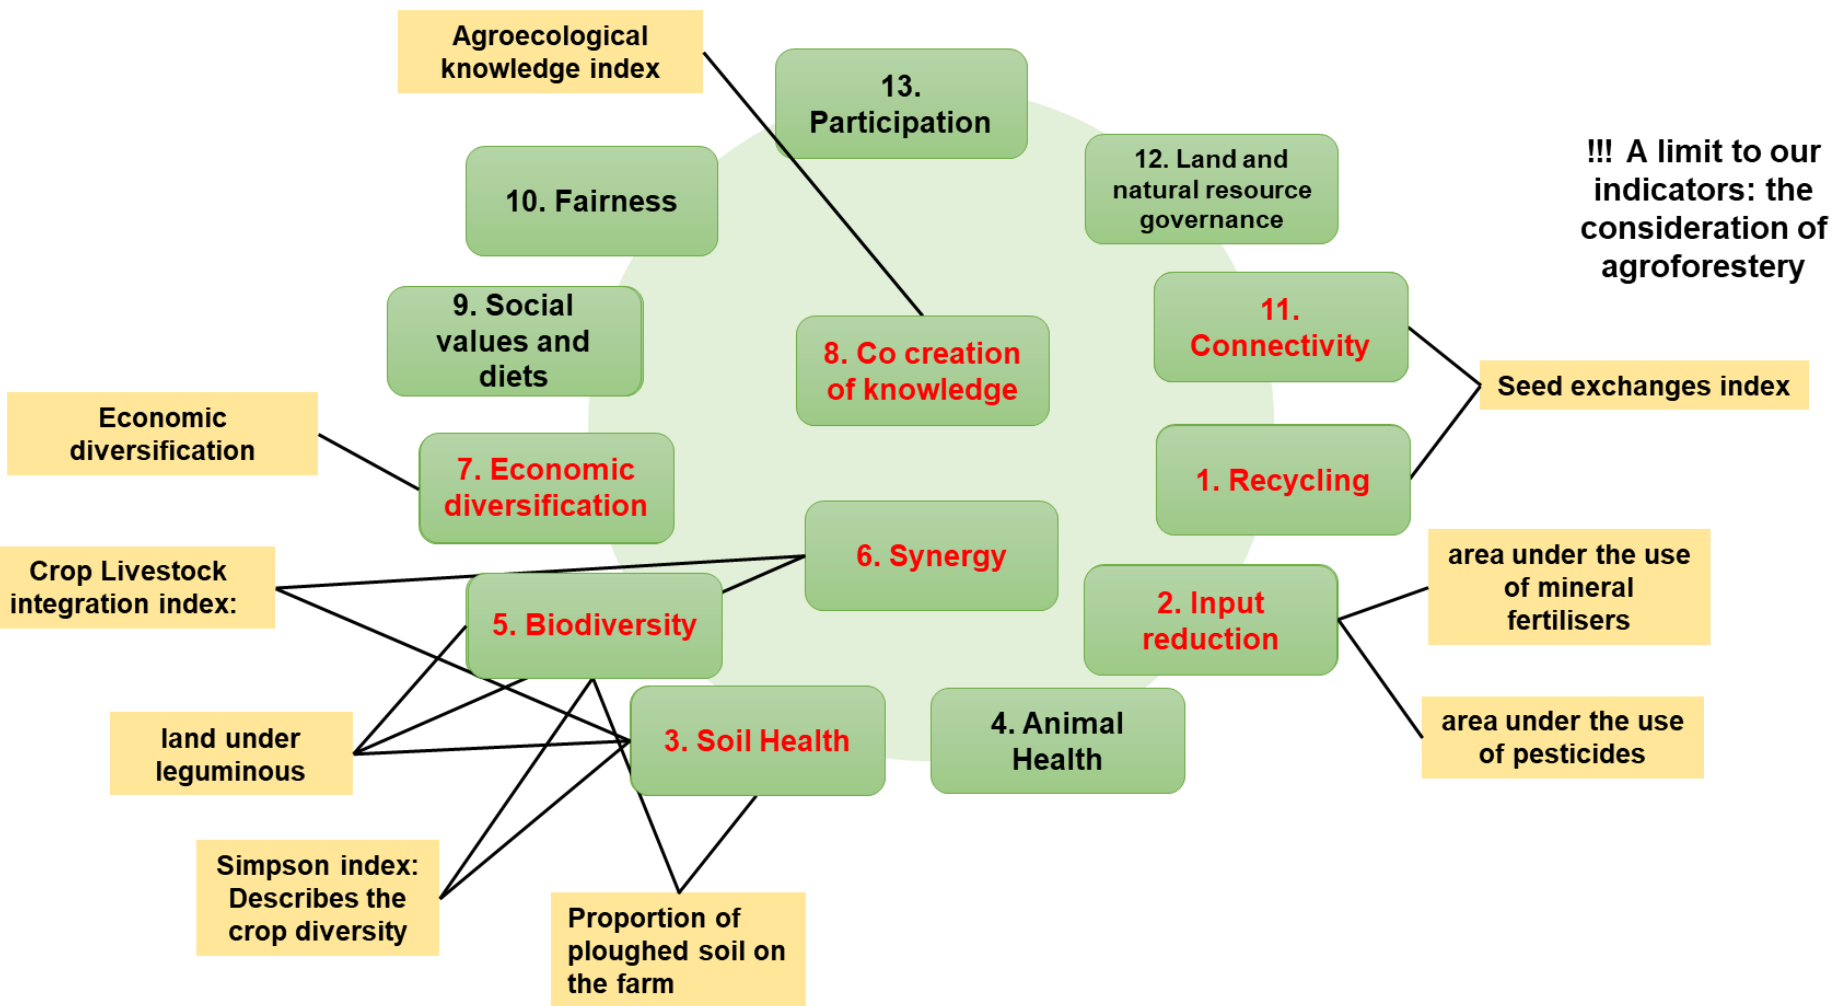 Agroecological
knowledge index
13.
Participation
12. Land and
natural resource
governance
!!! A limit to our
indicators: the
consideration of
agroforestery
10. Fairness
9. Social
values and
diets
8. Co creation
of knowledge
11.
Connectivity
Seed exchanges index
Economic
diversification
7. Economic
diversification
1. Recycling
6. Synergy
Crop Livestock
integration index:
5. Biodiversity
2. Input
reduction
area under the use
of mineral
fertilisers
land under
leguminous
3. Soil Health
4. Animal
Health
area under the use
of pesticides
Simpson index:
Describes the
crop diversity
Proportion of
ploughed soil on
the farm